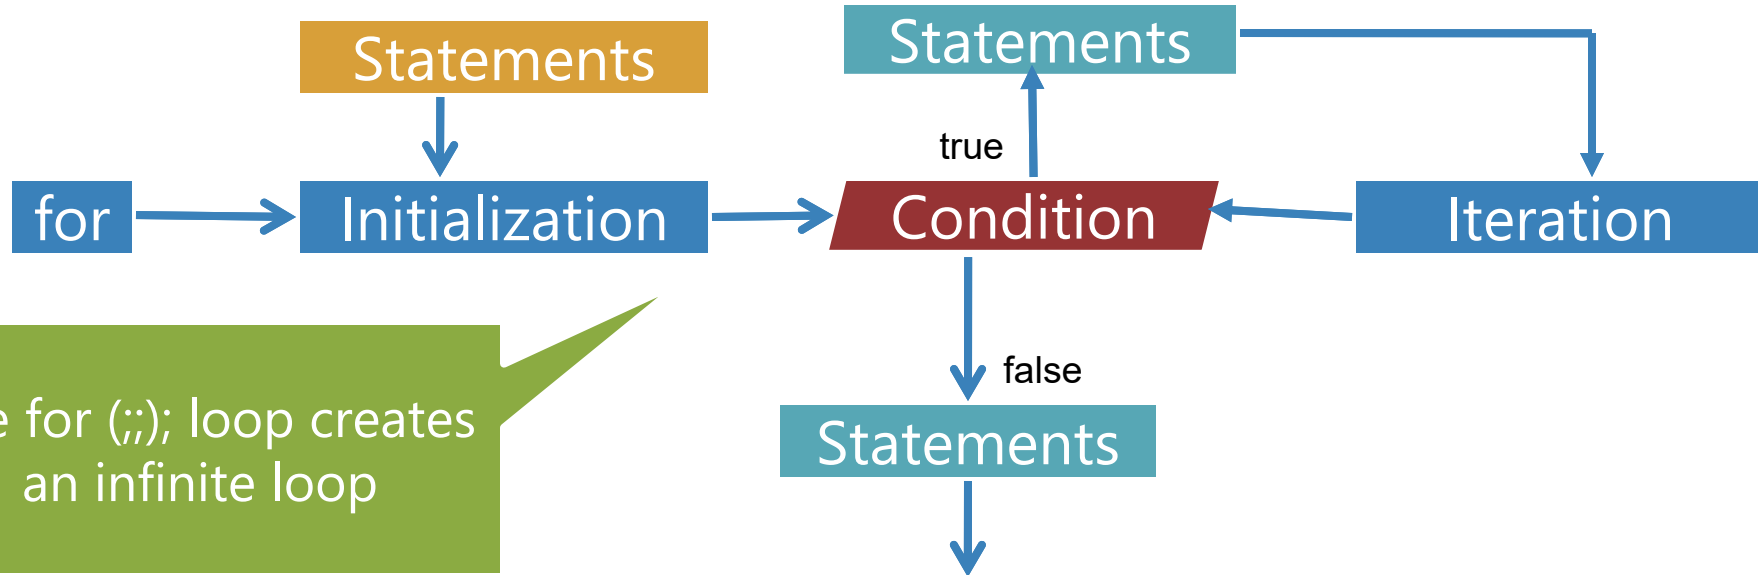 Statements
Statements
true
for
Initialization
Condition
Iteration
false
for (;;); loop creates
an infinite loop
Statements